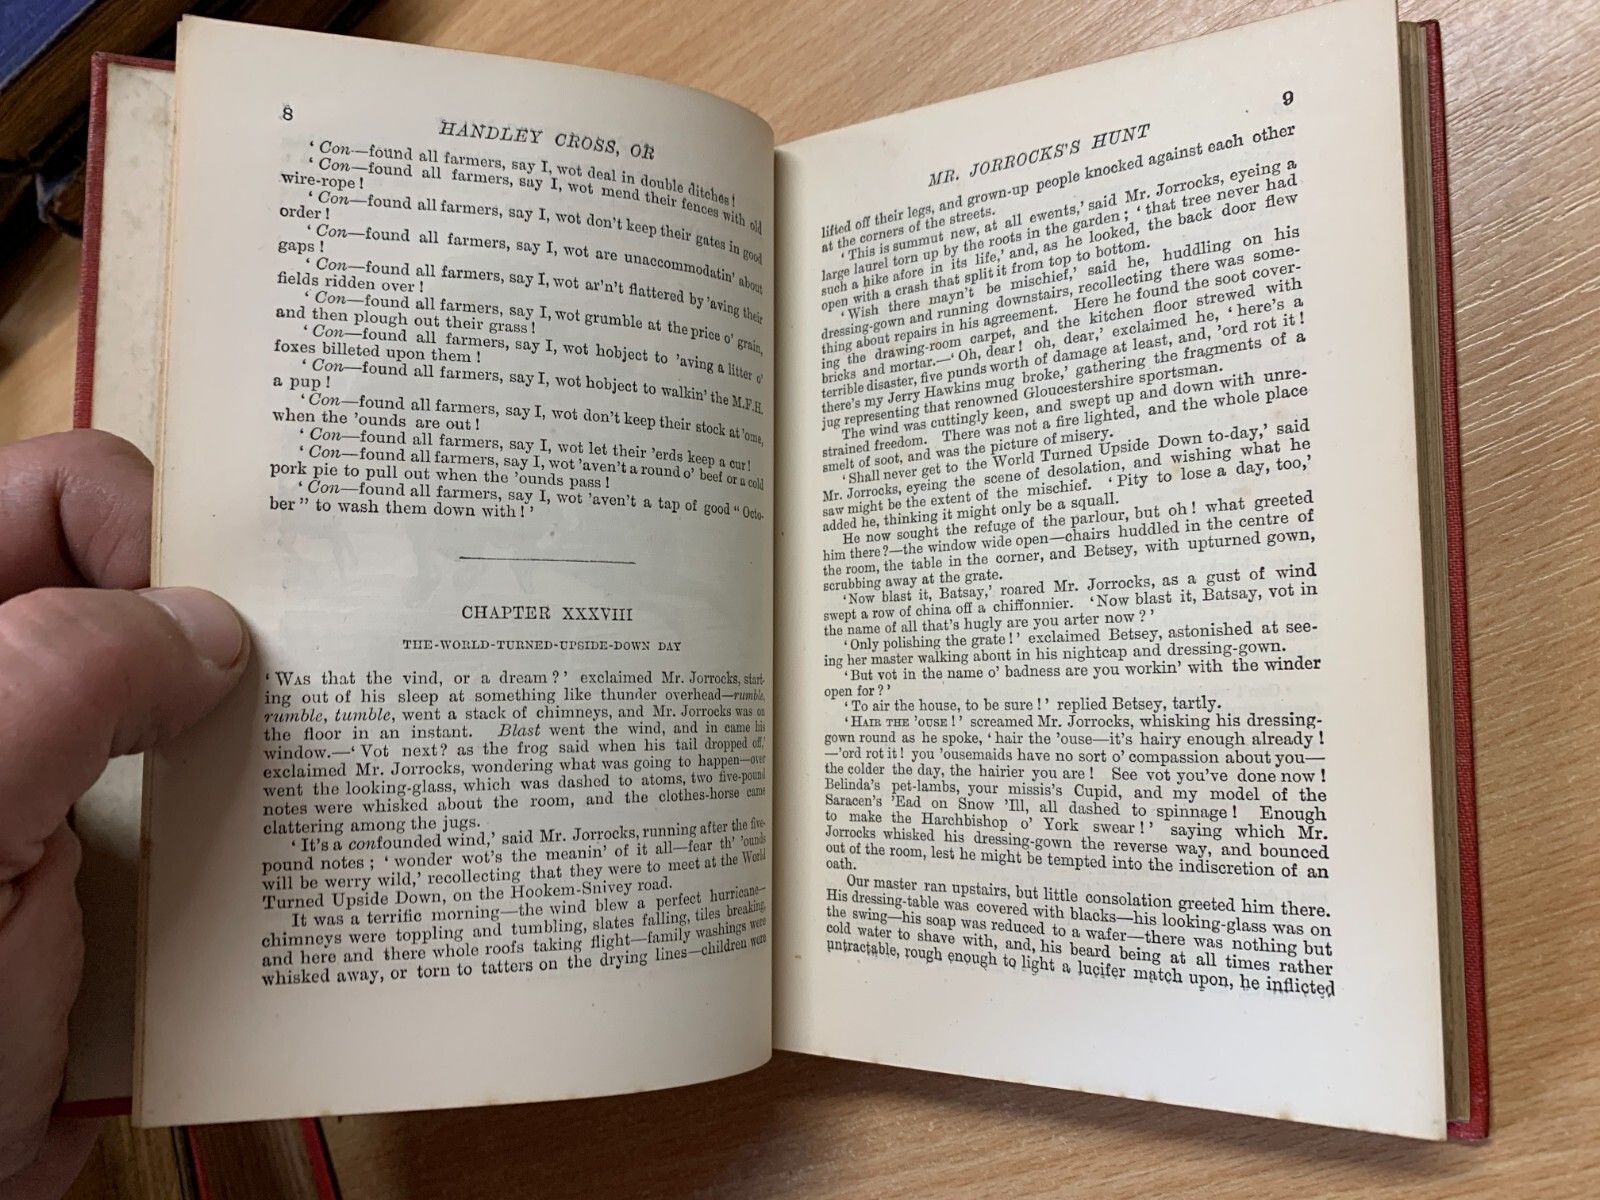 8
HANDLEY CROSS, OR
‘ Con—found all farmers, say I, wot deal in double ditches !
‘ Con—found all farmers, say I, wot mend their fences with old
wire-rope !
‘ Con—found all farmers, say I, wot don't keep their gates in good
order !
‘ Con—found all farmers, say I, wot are unaccommodatin' about
gaps !
‘ Con—found all farmers, say I, wot ar'n't flattered by 'aving their
fields ridden over !
‘ Con—found all farmers, say I, wot grumble at the price o' grain,
and then plough out their grass !
‘ Con—found all farmers, say I, wot hobject to 'aving a litter o'
foxes billeted upon them !
‘ Con—found all farmers, say I, wot hobject to walkin' the M.F.H.
a pup !
‘ Con—found all farmers, say I, wot don't keep their stock at 'ome,
when the 'ounds are out !
‘ Con—found all farmers, say I, wot let their 'erds keep a cur !
‘ Con—found all farmers, say I, wot 'aven't a round o' beef or a cold
pork pie to pull out when the 'ounds pass !
‘ Con—found all farmers, say I, wot 'aven't a tap of good “ Octo-
ber ” to wash them down with ! ’
CHAPTER XXXVIII
THE-WORLD-TURNED-UPSIDE-DOWN DAY
‘ WAS that the vind, or a dream ? ’ exclaimed Mr. Jorrocks, start-
ing out of his sleep at something like thunder overhead—rumble,
rumble, tumble, went a stack of chimneys, and Mr. Jorrocks was on
the floor in an instant. Blast went the wind, and in came his
window.—‘ Vot next? as the frog said when his tail dropped off,’
exclaimed Mr. Jorrocks, wondering what was going to happen—over
went the looking-glass, which was dashed to atoms, two five-pound
notes were whisked about the room, and the clothes-horse came
clattering among the jugs.
‘ It's a confounded wind,’ said Mr. Jorrocks, running after the five-
pound notes ; ‘ wonder wot's the meanin' of it all—fear th' 'ounds
will be werry wild,’ recollecting that they were to meet at the World
Turned Upside Down, on the Hookem-Snivey road.
It was a terrific morning—the wind blew a perfect hurricane—
chimneys were toppling and tumbling, slates falling, tiles breaking,
and here and there whole roofs taking flight—family washings were
whisked away, or torn to tatters on the drying lines—children were
9
MR. JORROCKS'S HUNT
lifted off their legs, and grown-up people knocked against each other
at the corners of the streets.
‘ This is summut new, at all ewents,’ said Mr. Jorrocks, eyeing a
large laurel torn up by the roots in the garden ; ‘ that tree never had
such a hike afore in its life,’ and, as he looked, the back door flew
open with a crash that split it from top to bottom.
‘ Wish there mayn't be mischief,’ said he, huddling on his
dressing-gown and running downstairs, recollecting there was some-
thing about repairs in his agreement. Here he found the soot cover-
ing the drawing-room carpet, and the kitchen floor strewed with
bricks and mortar.—‘ Oh, dear ! oh, dear,’ exclaimed he, ‘ here's a
terrible disaster, five punds worth of damage at least, and, 'ord rot it !
there's my Jerry Hawkins mug broke,’ gathering the fragments of a
jug representing that renowned Gloucestershire sportsman.
The wind was cuttingly keen, and swept up and down with unre-
strained freedom. There was not a fire lighted, and the whole place
smelt of soot, and was the picture of misery.
‘ Shall never get to the World Turned Upside Down to-day,’ said
Mr. Jorrocks, eyeing the scene of desolation, and wishing what he
saw might be the extent of the mischief. ‘ Pity to lose a day, too,’
added he, thinking it might only be a squall.
He now sought the refuge of the parlour, but oh ! what greeted
him there ?—the window wide open—chairs huddled in the centre of
the room, the table in the corner, and Betsey, with upturned gown,
scrubbing away at the grate.
‘Now blast it, Batsay,’ roared Mr. Jorrocks, as a gust of wind
swept a row of china off a chiffonnier. ‘Now blast it, Batsay, vot in
the name of all that's hugly are you arter now ? ’
‘Only polishing the grate ! ’ exclaimed Betsey, astonished at see-
ing her master walking about in his nightcap and dressing-gown.
‘But vot in the name o' badness are you workin' with the winder
open for ? ’
‘To air the house, to be sure ! ’ replied Betsey, tartly.
‘HAIR THE 'OUSE ! ’ screamed Mr. Jorrocks, whisking his dressing-
gown round as he spoke, ‘ hair the 'ouse—it's hairy enough already !
—'ord rot it ! you 'ousemaids have no sort o' compassion about you—
the colder the day, the hairier you are ! See vot you've done now !
Belinda's pet-lambs, your missis's Cupid, and my model of the
Saracen's 'Ead on Snow 'Ill, all dashed to spinnage ! Enough
to make the Harchbishop o' York swear ! ’ saying which Mr.
Jorrocks whisked his dressing-gown the reverse way, and bounced
out of the room, lest he might be tempted into the indiscretion of an
oath.
Our master ran upstairs, but little consolation greeted him there.
His dressing-table was covered with blacks—his looking-glass was on
the swing—his soap was reduced to a wafer—there was nothing but
cold water to shave with, and, his beard being at all times rather
untractable, rough enough to light a lucifer match upon, he inflicted